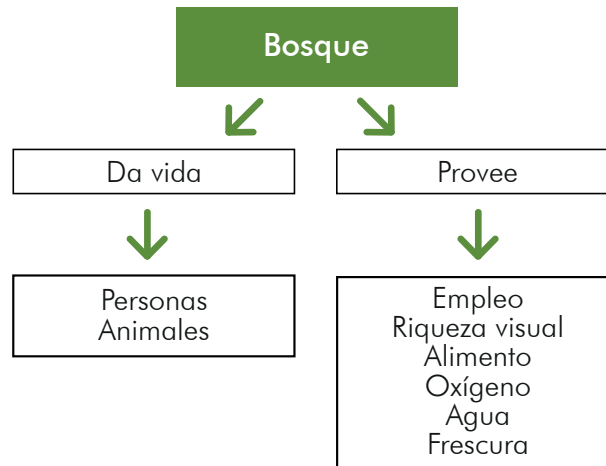 Bosque
Da vida
Provee
Personas
Animales
Empleo
Riqueza visual
Alimento
Oxígeno
Agua
Frescura